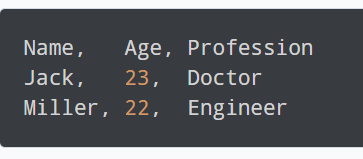 Name,   Age, Profession
Jack,   23,  Doctor
Miller, 22,  Engineer